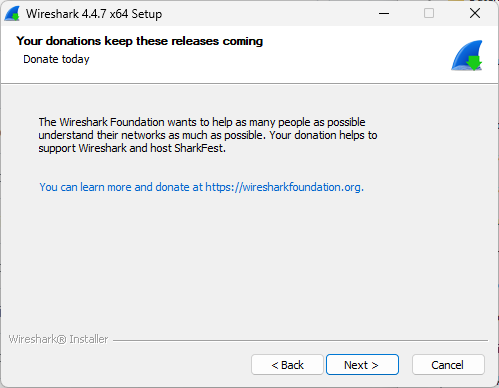 Wireshark 4.4.7 x64 Setup
Your donations keep these releases coming
Donate today
The Wireshark Foundation wants to help as many people as possible
understand their networks as much as possible. Your donation helps to
support Wireshark and host SharkFest.
You can learn more and donate at https://wiresharkfoundation.org.
Wireshark® Installer
< Back
Next >
Cancel